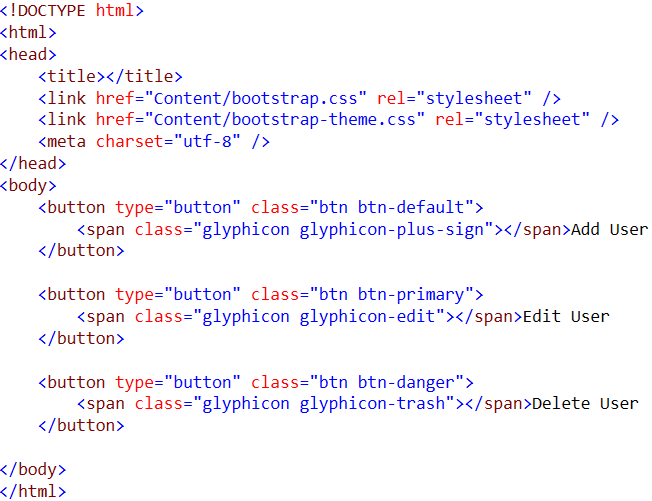 <!DOCTYPE html>
<html>
<head>
    <title></title>
    <link href="Content/bootstrap.css" rel="stylesheet" />
    <link href="Content/bootstrap-theme.css" rel="stylesheet" />
    <meta charset="utf-8" />
</head>
<body>
    <button type="button" class="btn btn-default">
        <span class="glyphicon glyphicon-plus-sign"></span>Add User
    </button>

    <button type="button" class="btn btn-primary">
        <span class="glyphicon glyphicon-edit"></span>Edit User
    </button>

    <button type="button" class="btn btn-danger">
        <span class="glyphicon glyphicon-trash"></span>Delete User
    </button>

</body>
</html>